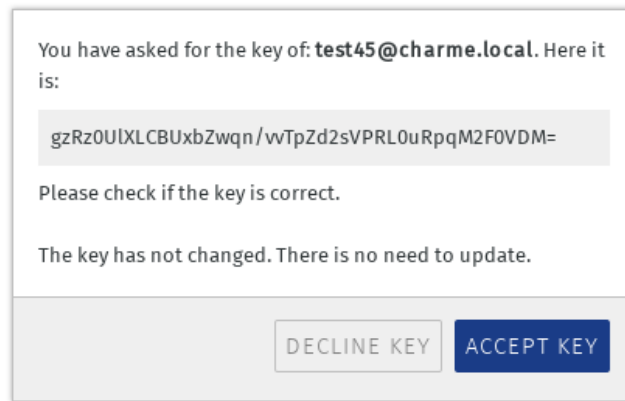 You have asked for the key of: test45@charme.local. Here it
is:
gzRz0UlXLCBUxbZwqn/vvTpZd2sVPRL0uRpqM2F0VDM=
Please check if the key is correct.
The key has not changed. There is no need to update.
DECLINE KEY
ACCEPT KEY